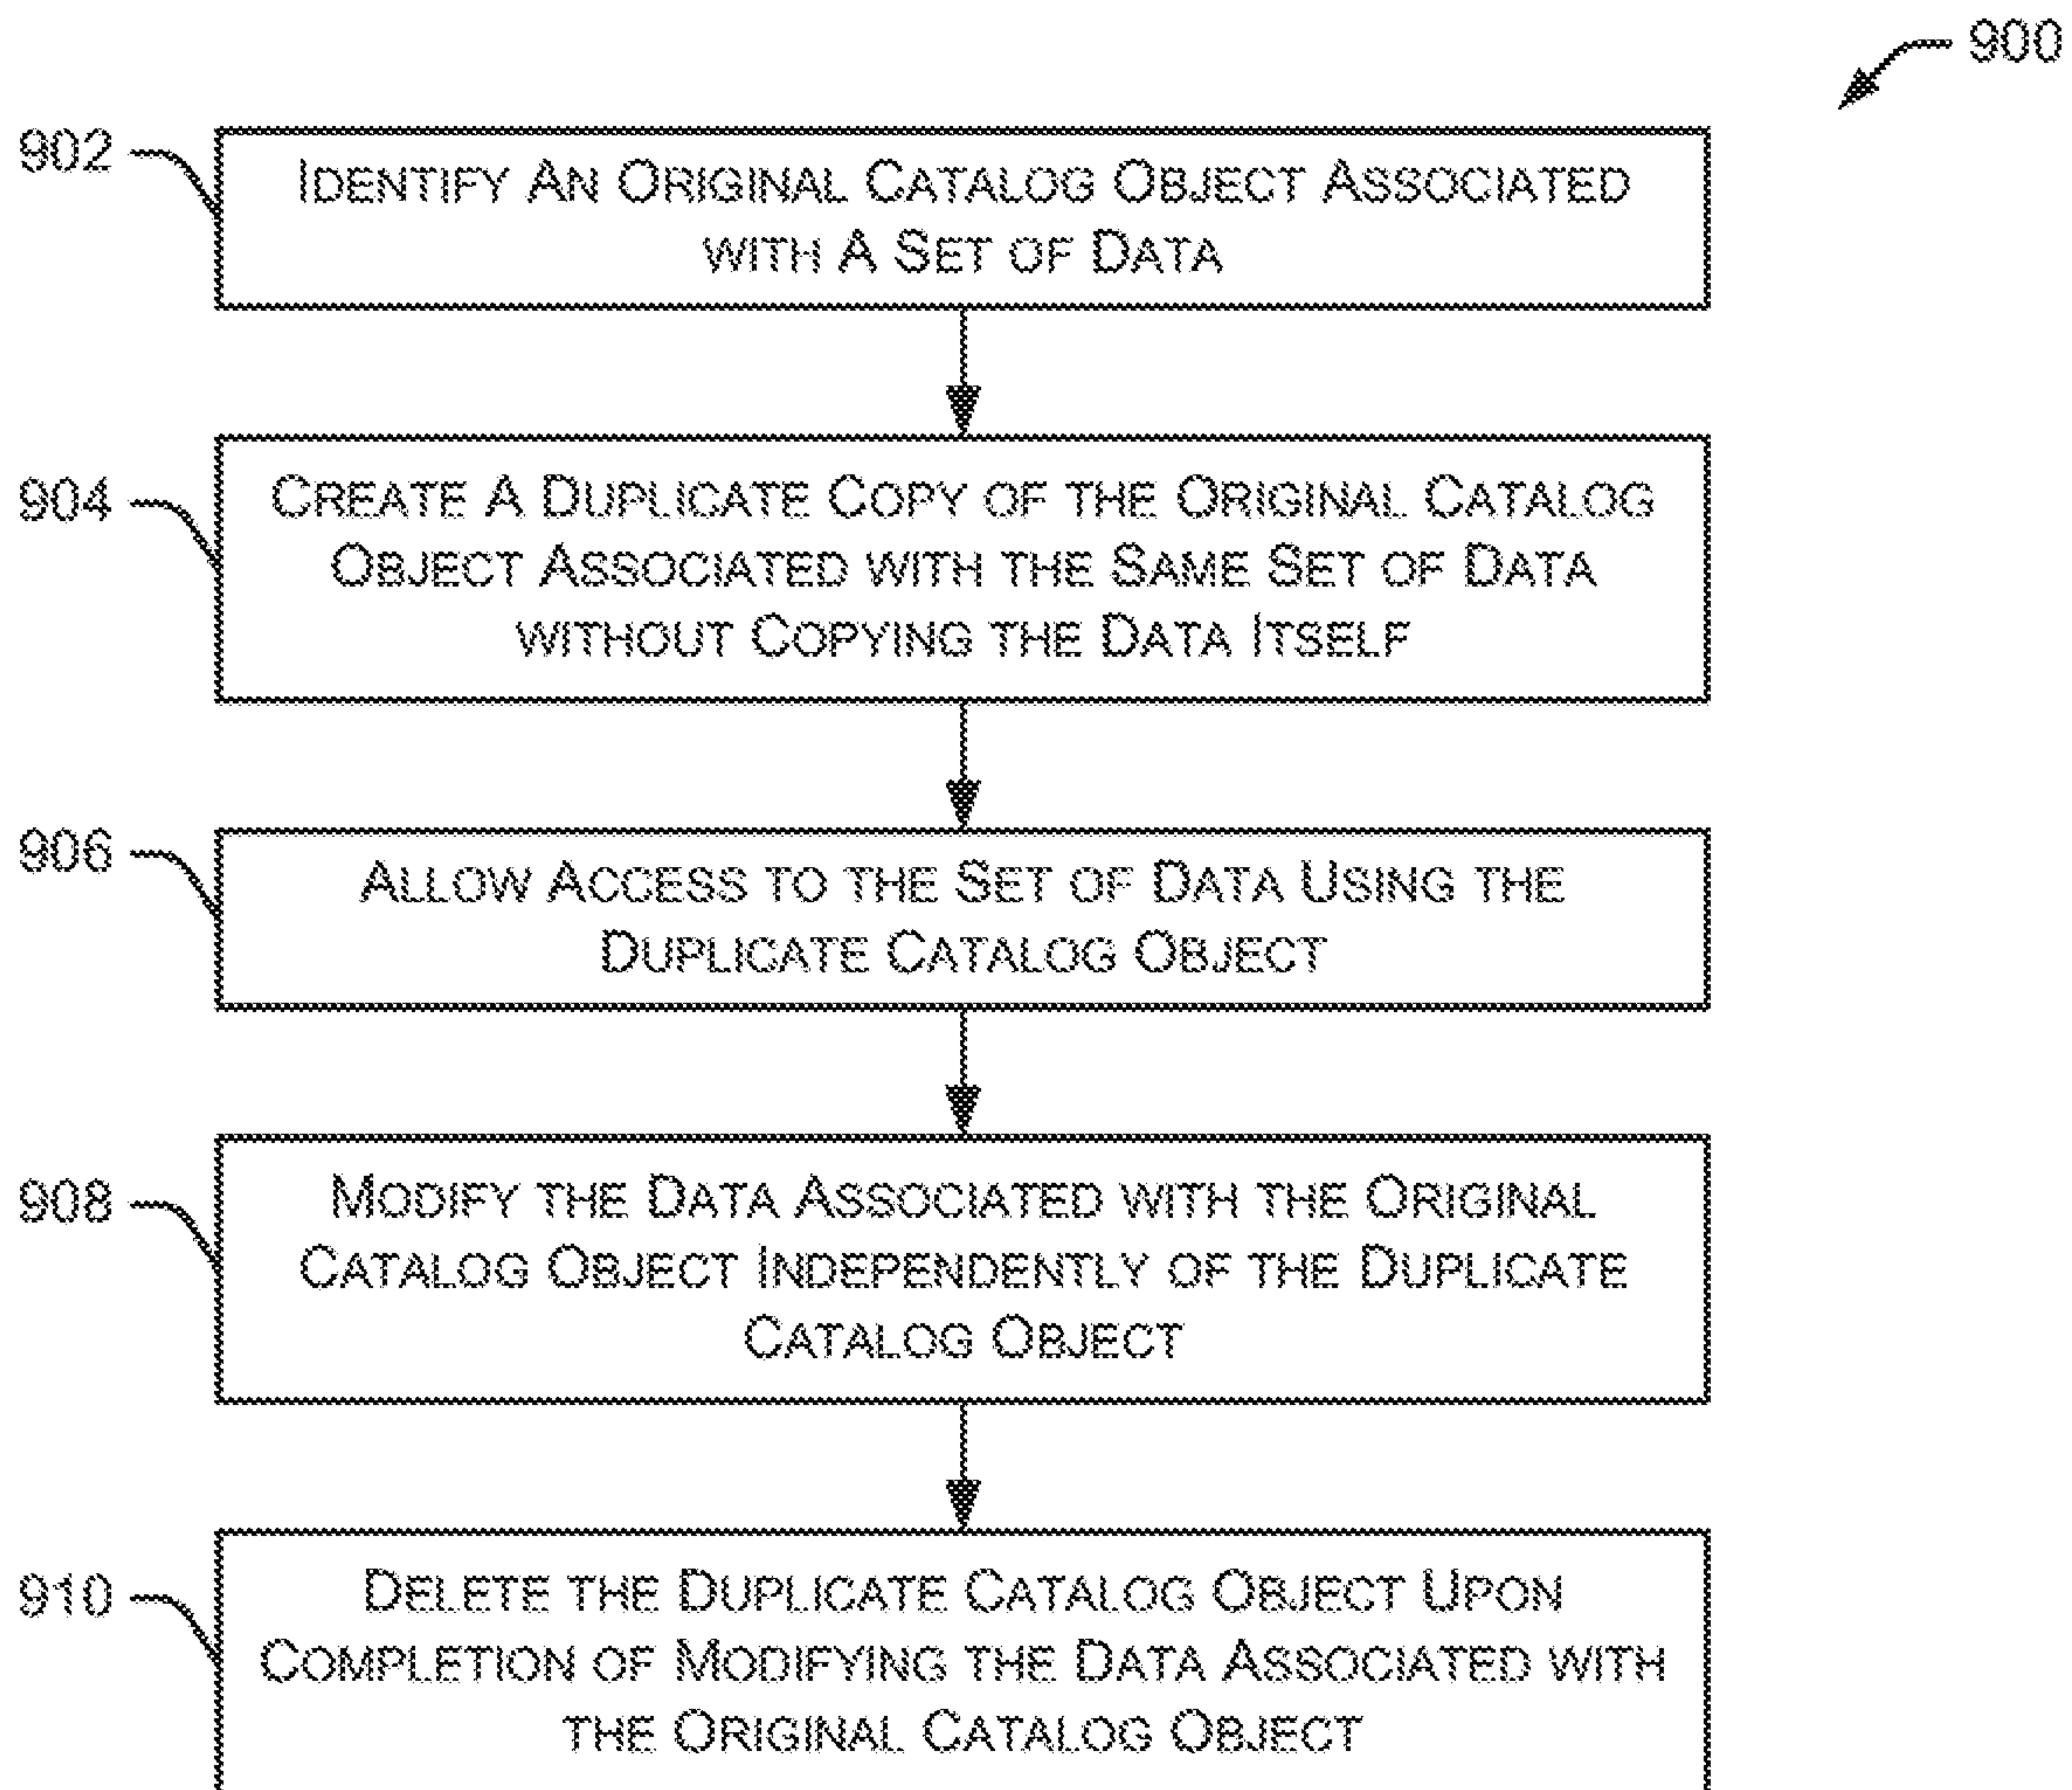 900
902
IDENTIFY AN ORIGINAL CATALOG OBJECT ASSOCIATED
WITH A SET OF DATA
904
CREATE A DUPLICATE COPY OF THE ORIGINAL CATALOG
OBJECT ASSOCIATED WITH THE SAME SET OF DATA
WITHOUT COPYING THE DATA ITSELF
906
ALLOW ACCESS TO THE SET OF DATA USING THE
DUPLICATE CATALOG OBJECT
908
MODIFY THE DATA ASSOCIATED WITH THE ORIGINAL
CATALOG OBJECT INDEPENDENTLY OF THE DUPLICATE
CATALOG OBJECT
910
DELETE THE DUPLICATE CATALOG OBJECT UPON
COMPLETION OF MODIFYING THE DATA ASSOCIATED WITH
THE ORIGINAL CATALOG OBJECT